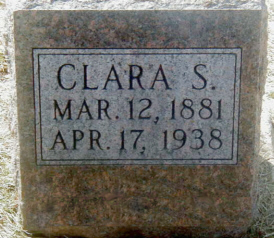 CLARA S.
MAR. 12, 1881
APR. 17, 1938